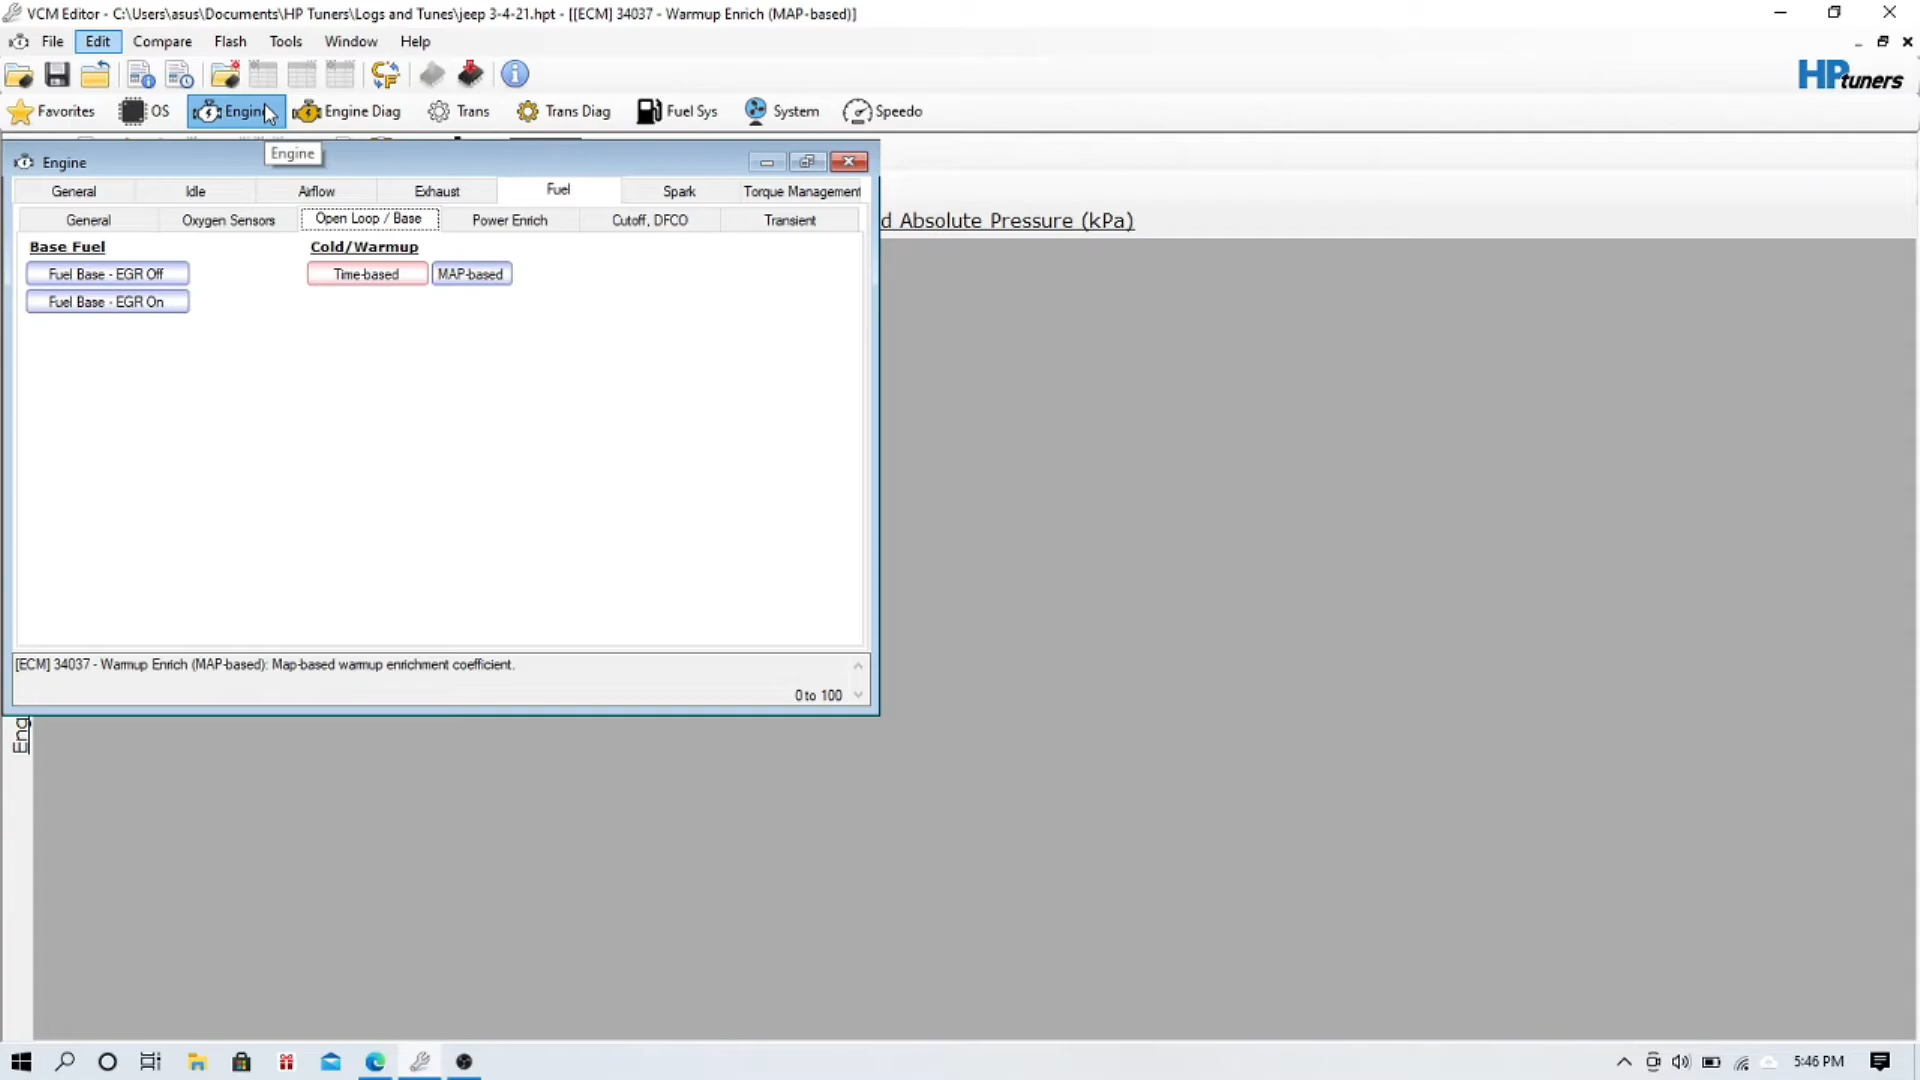 VCM Editor - C:\Users\asus\Documents\HP Tuners\Logs and Tunes\jeep 3-4-21.hpt - [[ECM] 34037 - Warmup Enrich (MAP-based)]
File Edit Compare Flash Tools Window Help
HPtuners
Favorites OS Engine Engine Diag Trans Trans Diag Fuel Sys System Speedo
Engine
Engine
General Idle Airflow Exhaust Fuel Spark Torque Management
General Oxygen Sensors Open Loop / Base Power Enrich Cutoff, DFCO Transient
d Absolute Pressure (kPa)
Base Fuel Cold/Warmup
Fuel Base - EGR Off Time-based MAP-based
Fuel Base - EGR On
[ECM] 34037 - Warmup Enrich (MAP-based): Map-based warmup enrichment coefficient.
0 to 100
Eng
5:46 PM